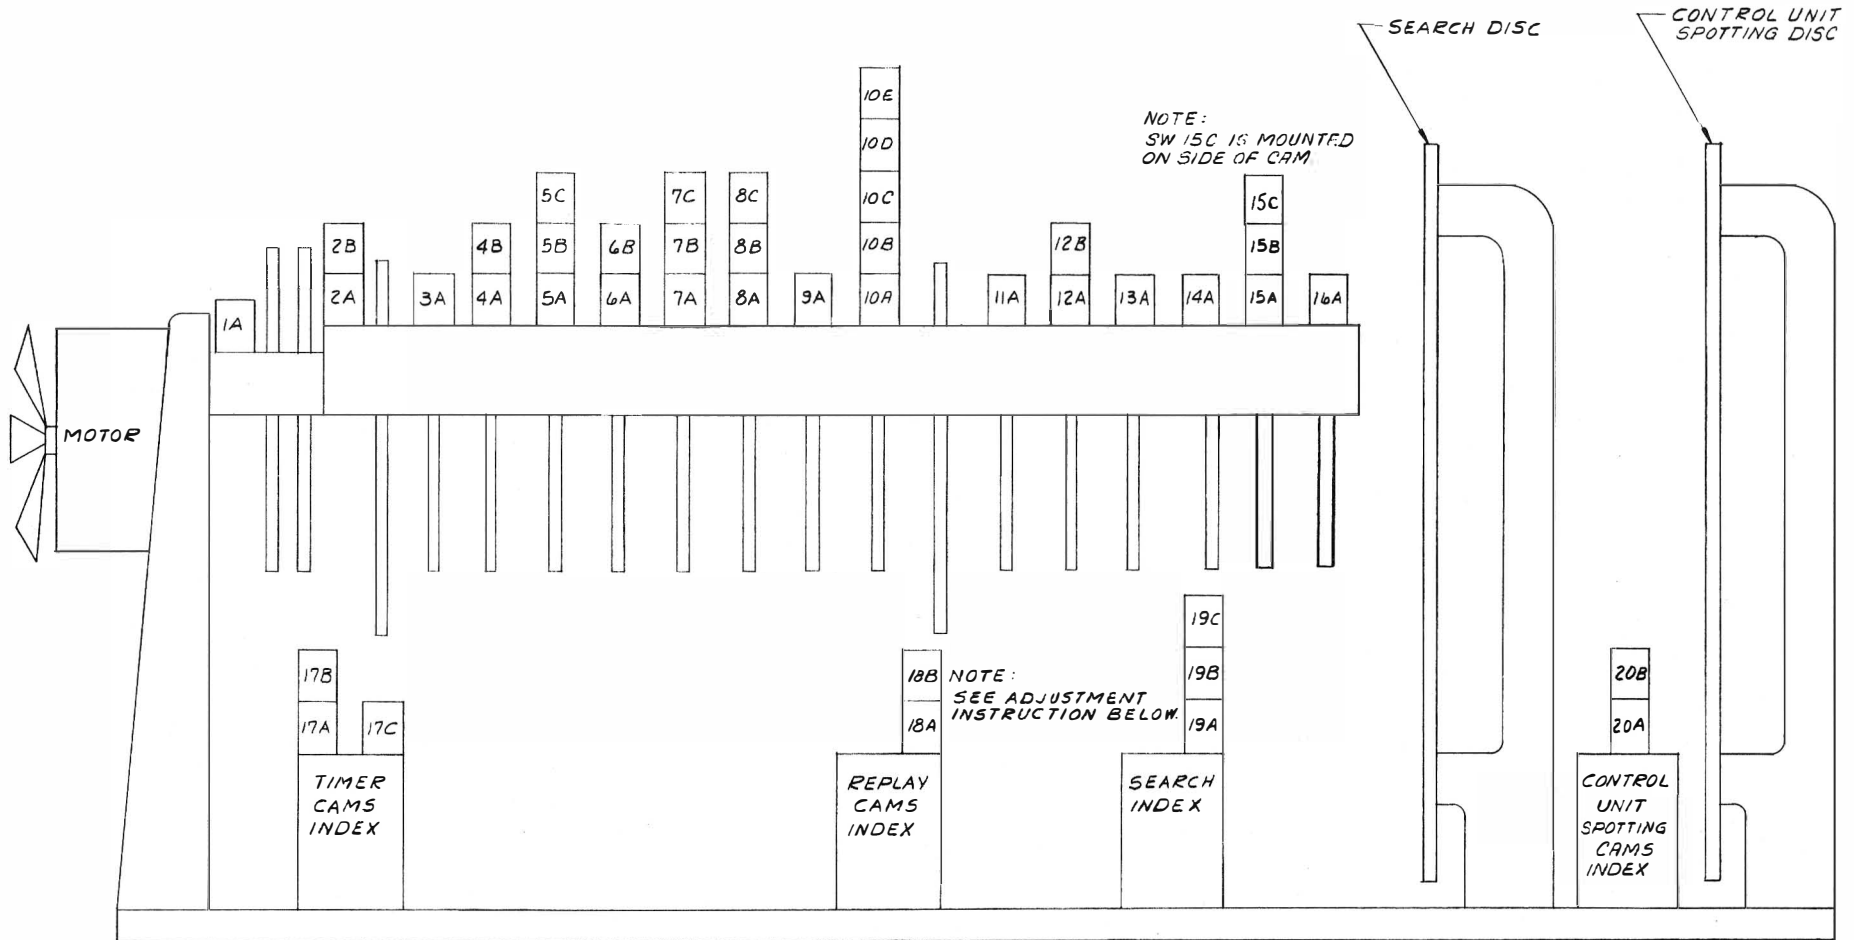 SEARCH DISC
CONTROL UNIT
SPOTTING DISC
NOTE:
SW 15C IS MOUNTED
ON SIDE OF CAM
10E
10D
5C
7C
8C
10C
15C
2B
4B
5B
6B
7B
8B
10B
12B
15B
1A
2A
3A
4A
5A
6A
7A
8A
9A
10A
11A
12A
13A
14A
15A
16A
MOTOR
19C
17B
18B
19B
20B
NOTE:
SEE ADJUSTMENT
INSTRUCTION BELOW.
17A
17C
18A
19A
20A
TIMER
CAMS
INDEX
REPLAY
CAMS
INDEX
SEARCH
INDEX
CONTROL
UNIT
SPOTTING
CAMS
INDEX